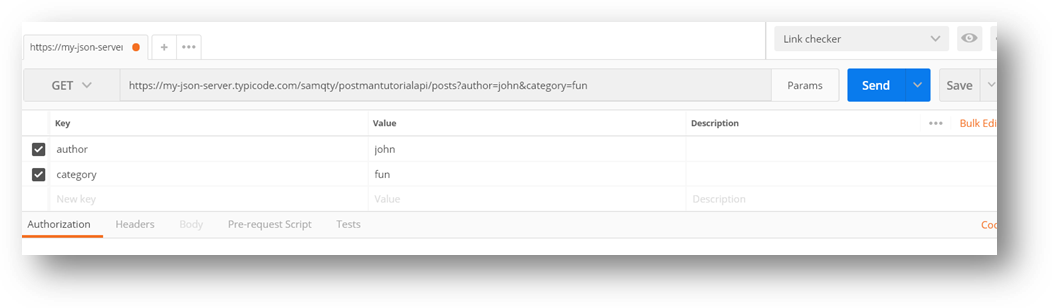 https://my-json-server
Link checker
GET
https://my-json-server.typicode.com/samqty/postmantutorialapi/posts?author=john&category=fun
Params
Send
Save
Key Value Description Bulk Edi
author john
category fun
New key Value Description
Authorization Headers Body Pre-request Script Tests